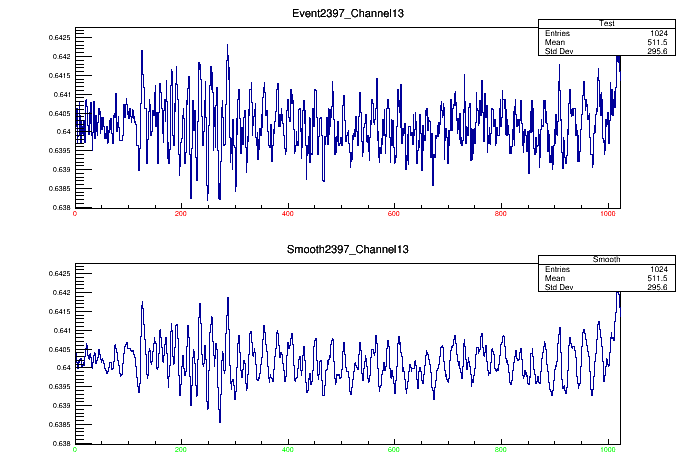 Event2397_Channel13
Test
Entries 1024
Mean 511.5
Std Dev 295.6
0.6425
0.642
0.6415
0.641
0.6405
0.64
0.6395
0.639
0.6385
0.638
0 200 400 600 800 1000
Smooth2397_Channel13
Smooth
Entries 1024
Mean 511.5
Std Dev 295.6
0.6425
0.642
0.6415
0.641
0.6405
0.64
0.6395
0.639
0.6385
0.638
0 200 400 600 800 1000